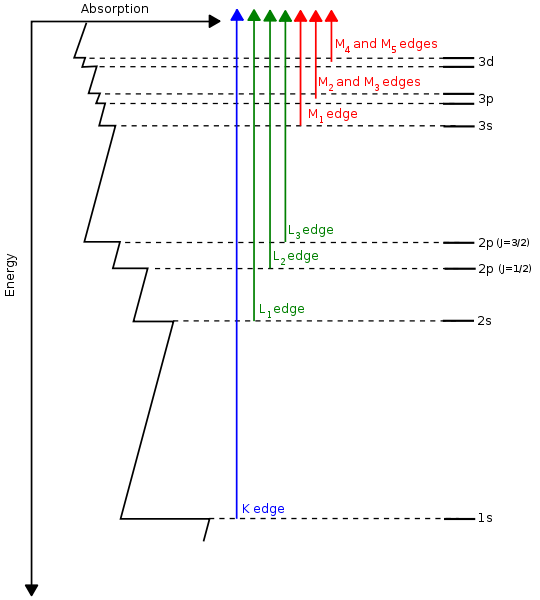 Absorption
M4 and M5 edges
3d
M2 and M3 edges
3p
M1 edge
3s
L3 edge
2p (J=3/2)
Energy
L2 edge
2p (J=1/2)
L1 edge
2s
K edge
1s